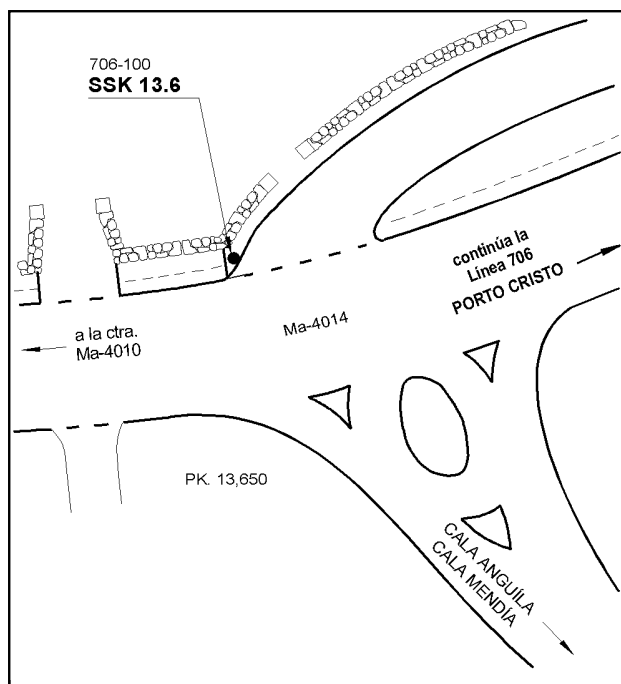 706-100
SSK 13.6
continúa la
Línea 706
PORTO CRISTO
Ma-4014
a la ctra.
Ma-4010
PK. 13,650
CALA ANGUÍLA
CALA MENDÍA